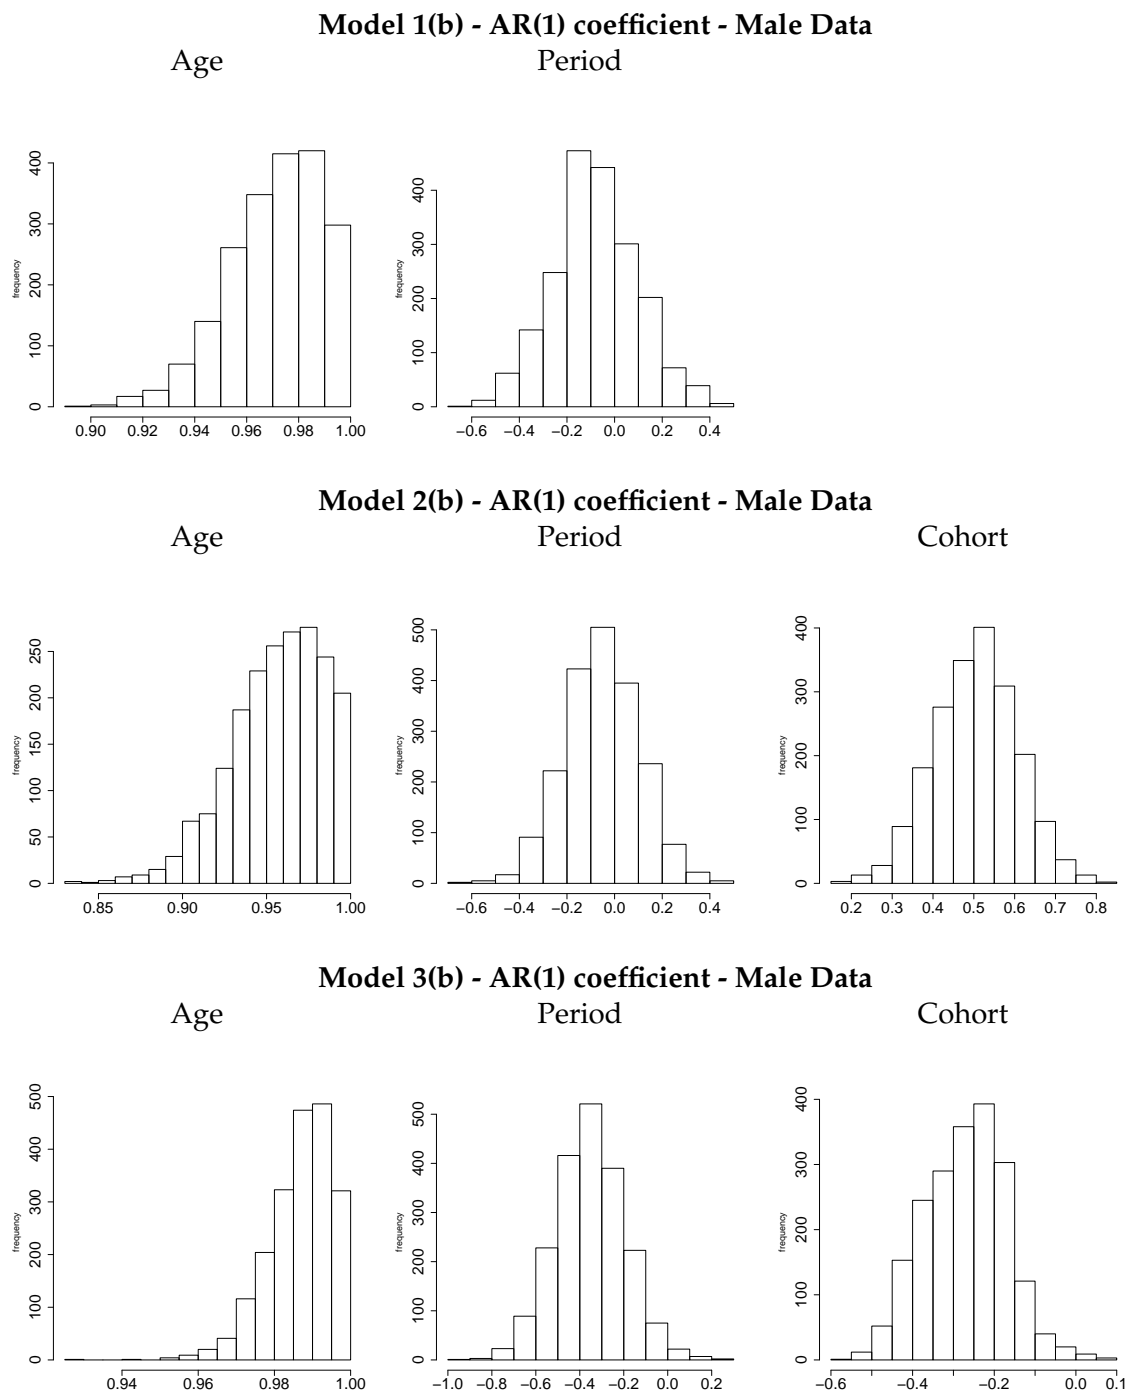 Model 1(b) - AR(1) coefficient - Male Data
Age Period
frequency
0 100 200 300 400
0.90 0.92 0.94 0.96 0.98 1.00
frequency
0 100 200 300 400
−0.6 −0.4 −0.2 0.0 0.2 0.4
Model 2(b) - AR(1) coefficient - Male Data
Age Period Cohort
frequency
0 50 100 150 200 250
0.85 0.90 0.95 1.00
frequency
0 100 200 300 400 500
−0.6 −0.4 −0.2 0.0 0.2 0.4
frequency
0 100 200 300 400
0.2 0.3 0.4 0.5 0.6 0.7 0.8
Model 3(b) - AR(1) coefficient - Male Data
Age Period Cohort
frequency
0 100 200 300 400 500
0.94 0.96 0.98 1.00
frequency
0 100 200 300 400 500
−1.0 −0.8 −0.6 −0.4 −0.2 0.0 0.2
frequency
0 100 200 300 400
−0.6 −0.4 −0.2 0.0 0.1